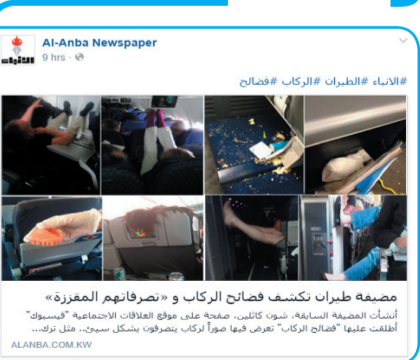 Al-Anba Newspaper
الأنباء
9 hrs ·
#الانباء #الطيران #الركاب #فضائح
مضيفة طيران تكشف فضائح الركاب و «تصرفاتهم المقززة»
أنشأت المضيفة السابقة، شون كاثلين، صفحة على موقع العلاقات الاجتماعية "فيسبوك"
أطلقت عليها "فضائح الركاب" تعرض فيها صوراً لركاب يتصرفون بشكل سيئ.. مثل ترك...
ALANBA.COM.KW